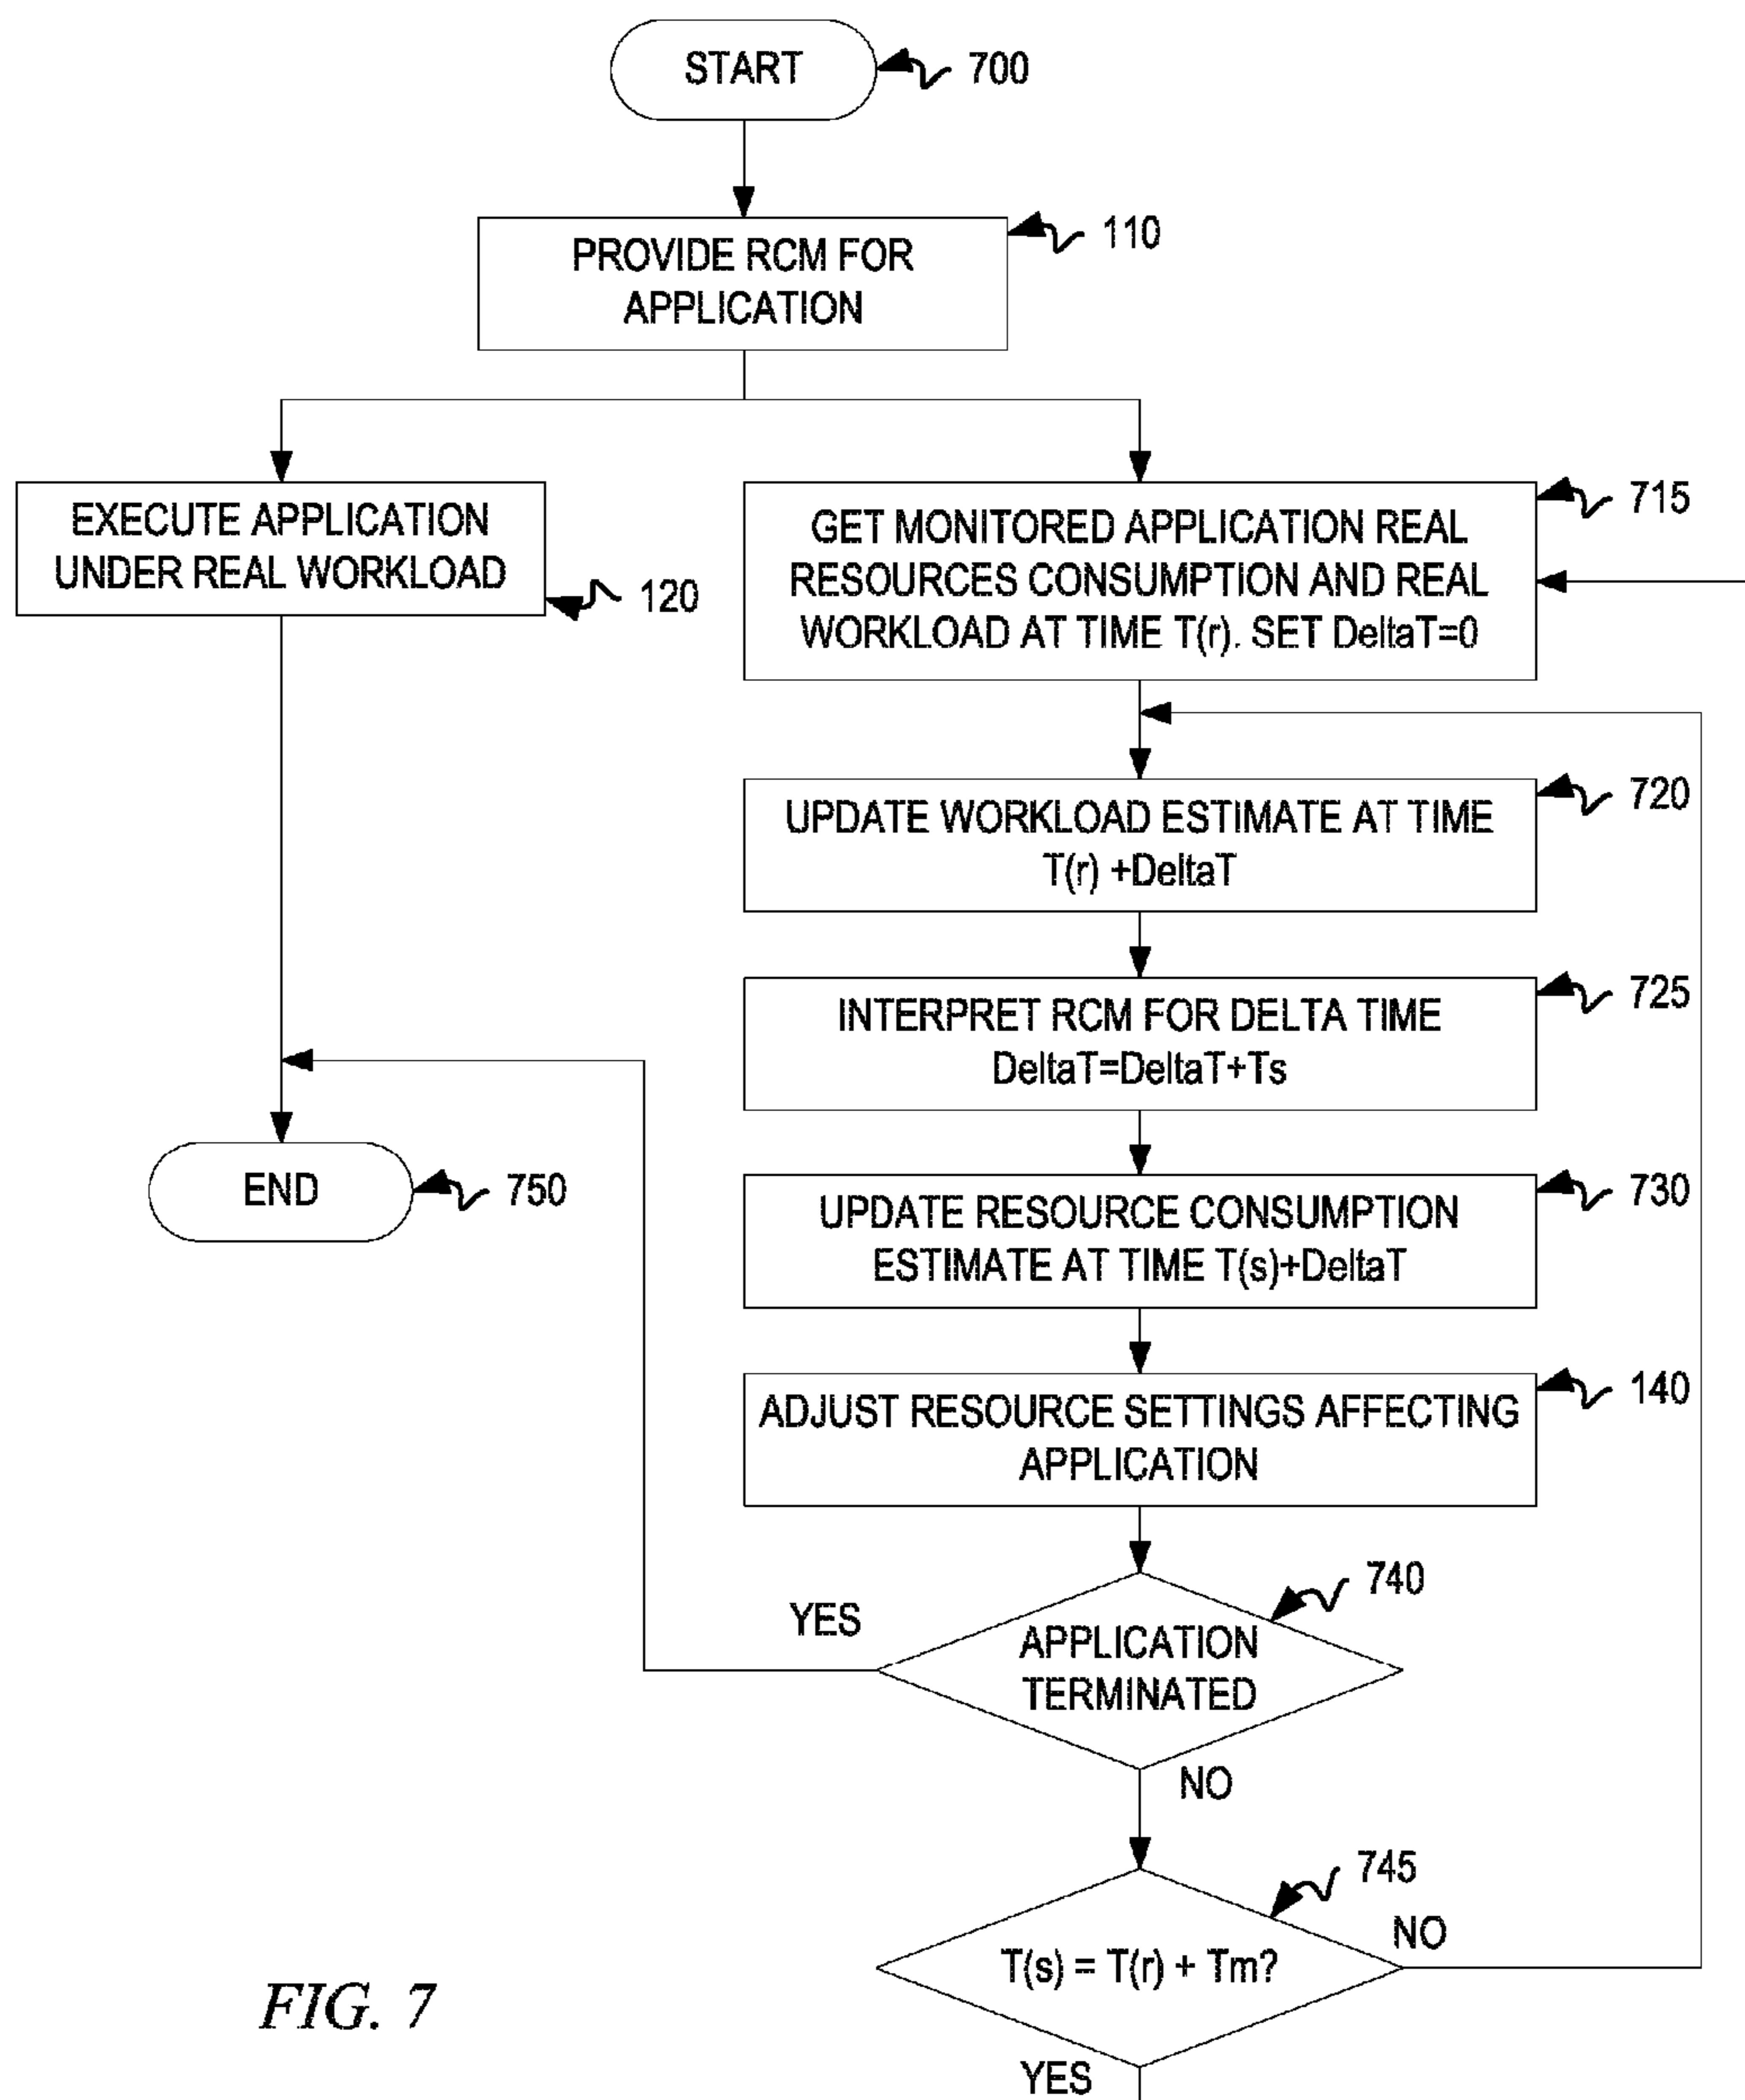 START
700
PROVIDE RCM FOR
APPLICATION
110
EXECUTE APPLICATION
UNDER REAL WORKLOAD
120
GET MONITORED APPLICATION REAL
RESOURCES CONSUMPTION AND REAL
WORKLOAD AT TIME T(r). SET DeltaT=0
715
UPDATE WORKLOAD ESTIMATE AT TIME
T(r) +DeltaT
720
INTERPRET RCM FOR DELTA TIME
DeltaT=DeltaT+Ts
725
END
750
UPDATE RESOURCE CONSUMPTION
ESTIMATE AT TIME T(s)+DeltaT
730
ADJUST RESOURCE SETTINGS AFFECTING
APPLICATION
140
740
YES
APPLICATION
TERMINATED
NO
745
T(s) = T(r) + Tm?
NO
YES
FIG. 7